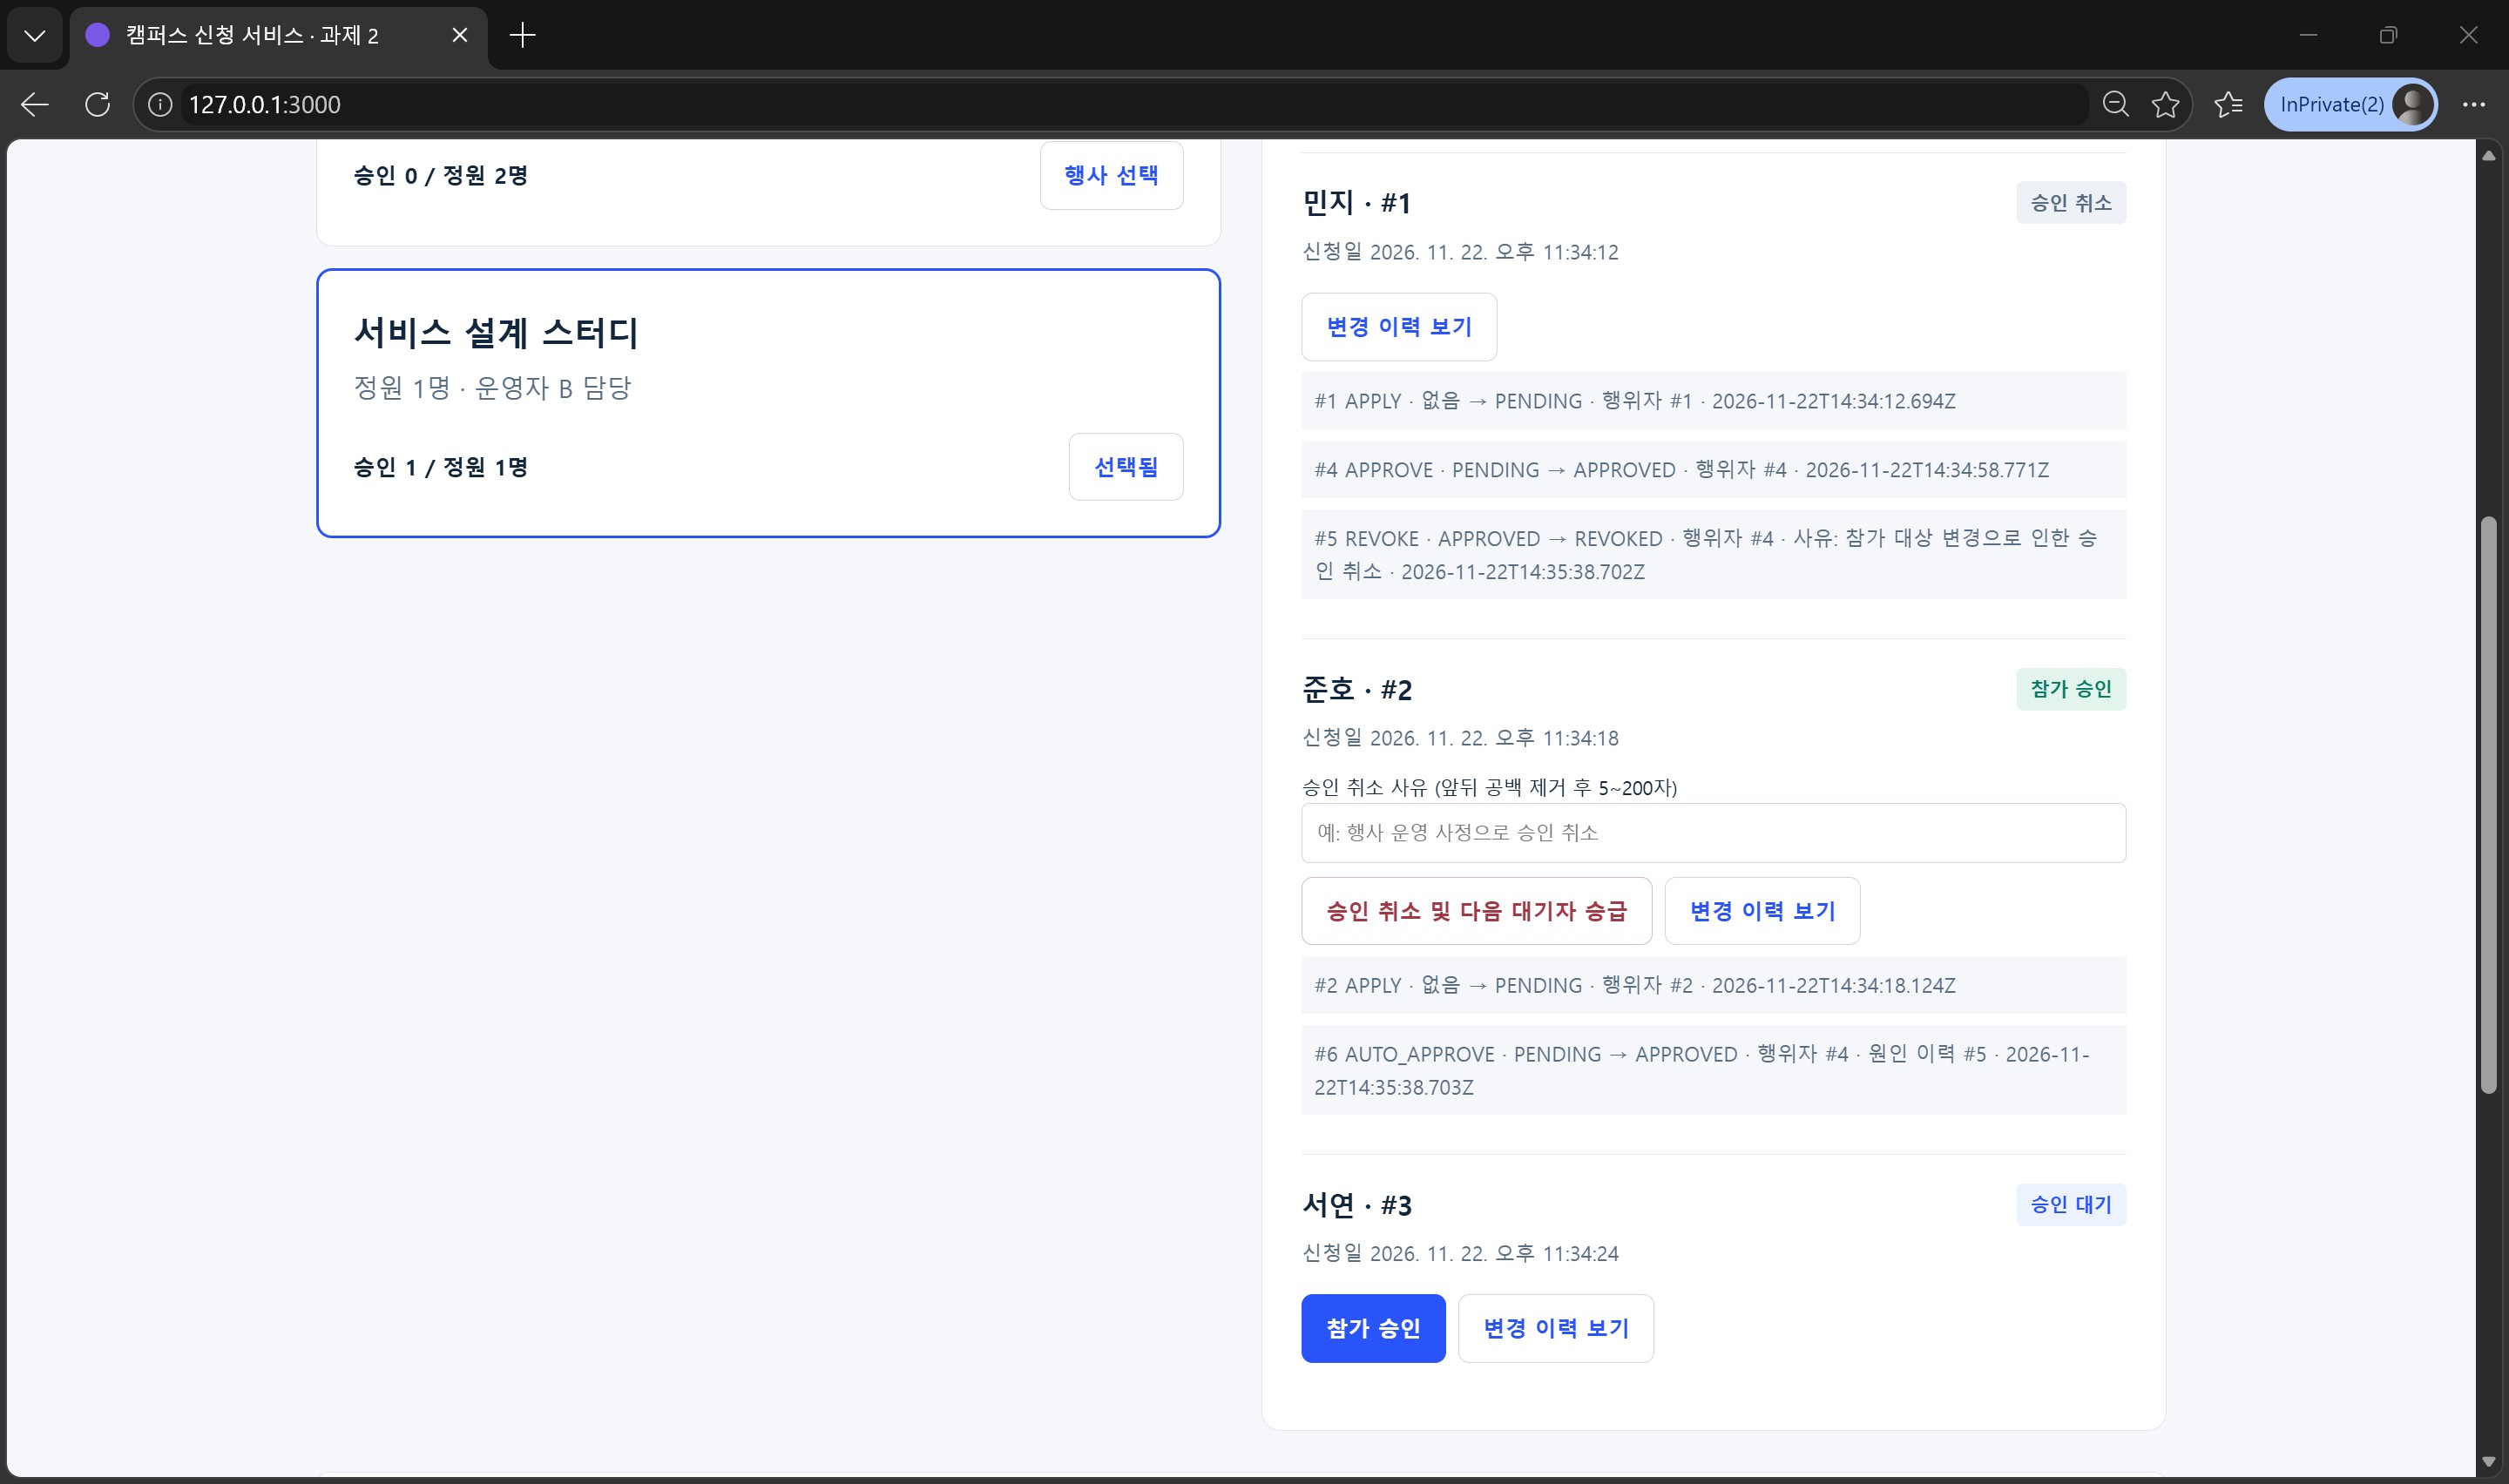 캠퍼스 신청 서비스 · 과제 2
127.0.0.1:3000
InPrivate(2)
승인 0 / 정원 2명
행사 선택
서비스 설계 스터디
정원 1명 · 운영자 B 담당
승인 1 / 정원 1명
선택됨
민지 · #1
승인 취소
신청일 2026. 11. 22. 오후 11:34:12
변경 이력 보기
#1 APPLY · 없음 → PENDING · 행위자 #1 · 2026-11-22T14:34:12.694Z
#4 APPROVE · PENDING → APPROVED · 행위자 #4 · 2026-11-22T14:34:58.771Z
#5 REVOKE · APPROVED → REVOKED · 행위자 #4 · 사유: 참가 대상 변경으로 인한 승
인 취소 · 2026-11-22T14:35:38.702Z
준호 · #2
참가 승인
신청일 2026. 11. 22. 오후 11:34:18
승인 취소 사유 (앞뒤 공백 제거 후 5~200자)
예: 행사 운영 사정으로 승인 취소
승인 취소 및 다음 대기자 승급
변경 이력 보기
#2 APPLY · 없음 → PENDING · 행위자 #2 · 2026-11-22T14:34:18.124Z
#6 AUTO_APPROVE · PENDING → APPROVED · 행위자 #4 · 원인 이력 #5 · 2026-11-
22T14:35:38.703Z
서연 · #3
승인 대기
신청일 2026. 11. 22. 오후 11:34:24
참가 승인
변경 이력 보기